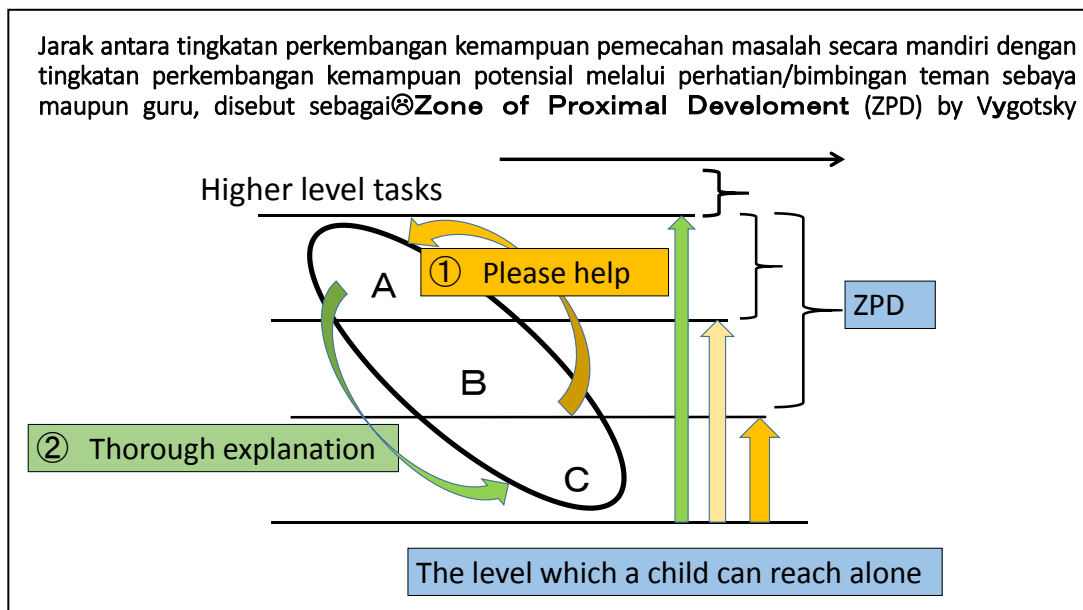 Jarak antara tingkatan perkembangan kemampuan pemecahan masalah secara mandiri dengan
tingkatan perkembangan kemampuan potensial melalui perhatian/bimbingan teman sebaya
maupun guru, disebut sebagai☹Zone of Proximal Develoment (ZPD) by Vygotsky
Higher level tasks
① Please help
A
ZPD
B
② Thorough explanation
C
The level which a child can reach alone